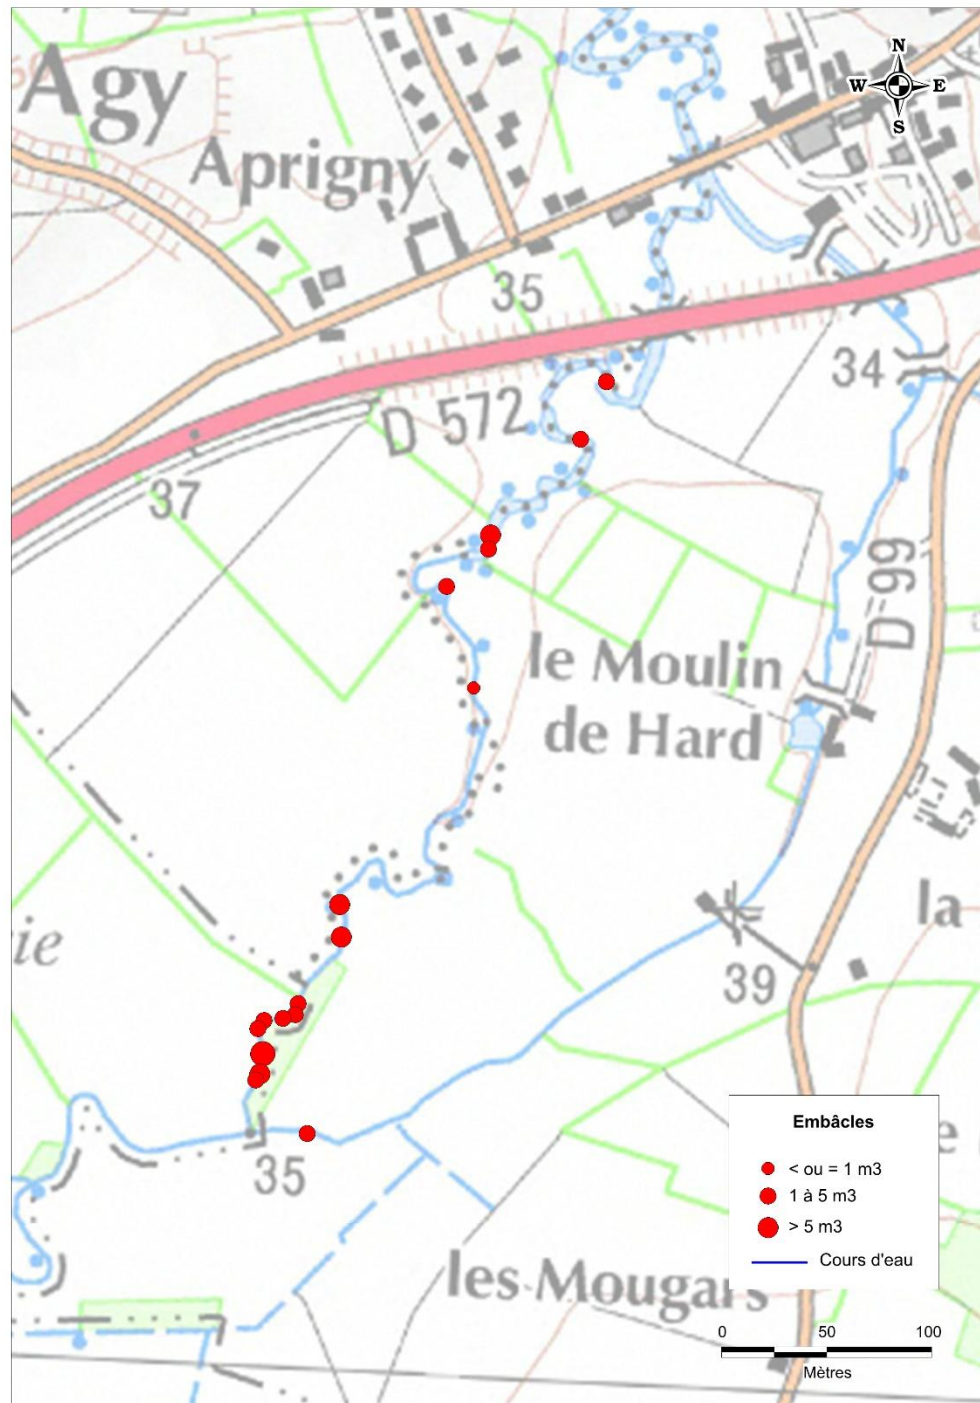 Agy
N
W E
S
Aprigny
35
34
D 572
37
D 99
le Moulin
de Hard
la
ie
39
35
Embâcles
< ou = 1 m3
1 à 5 m3
> 5 m3
Cours d'eau
e
les Mougars
0 50 100
Mètres